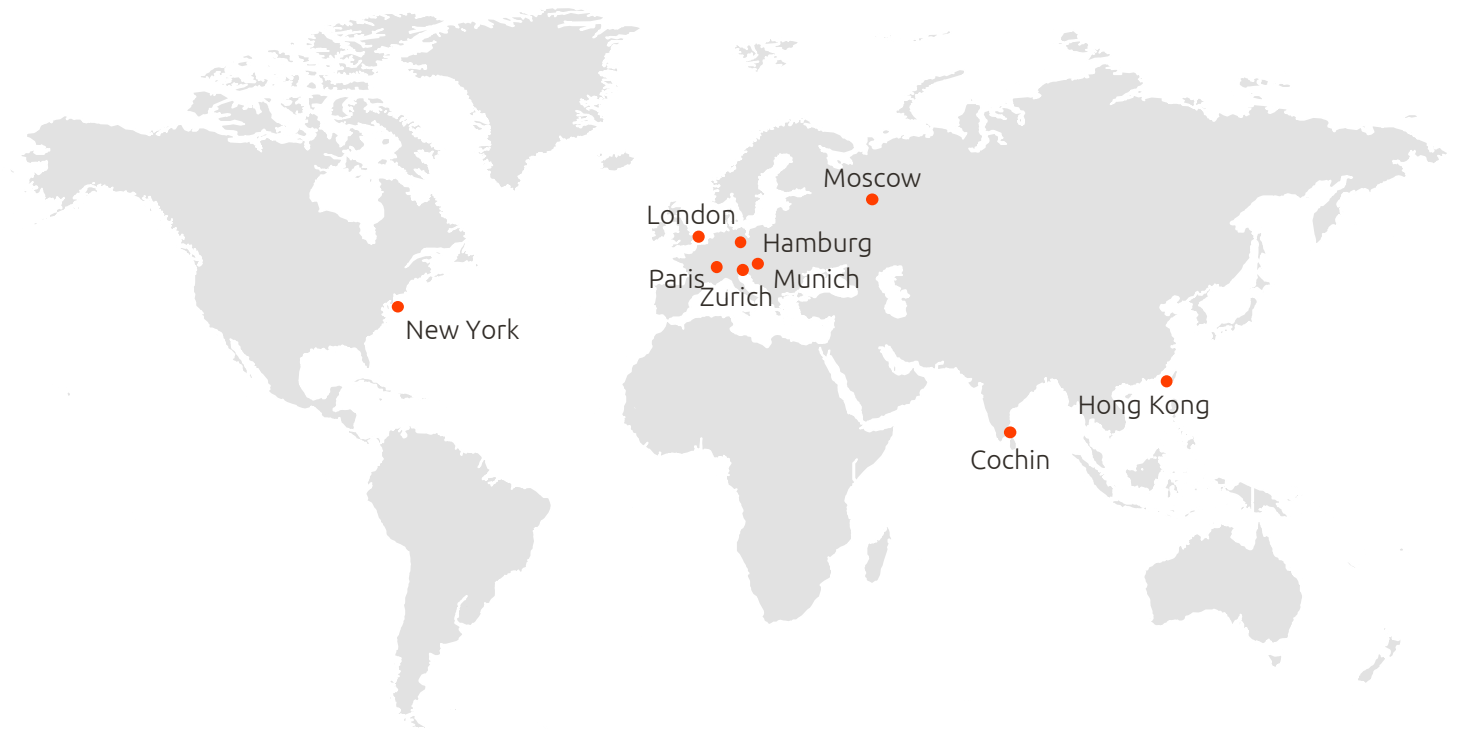 Moscow
London
Hamburg
Paris
Munich
Zurich
New York
Hong Kong
Cochin